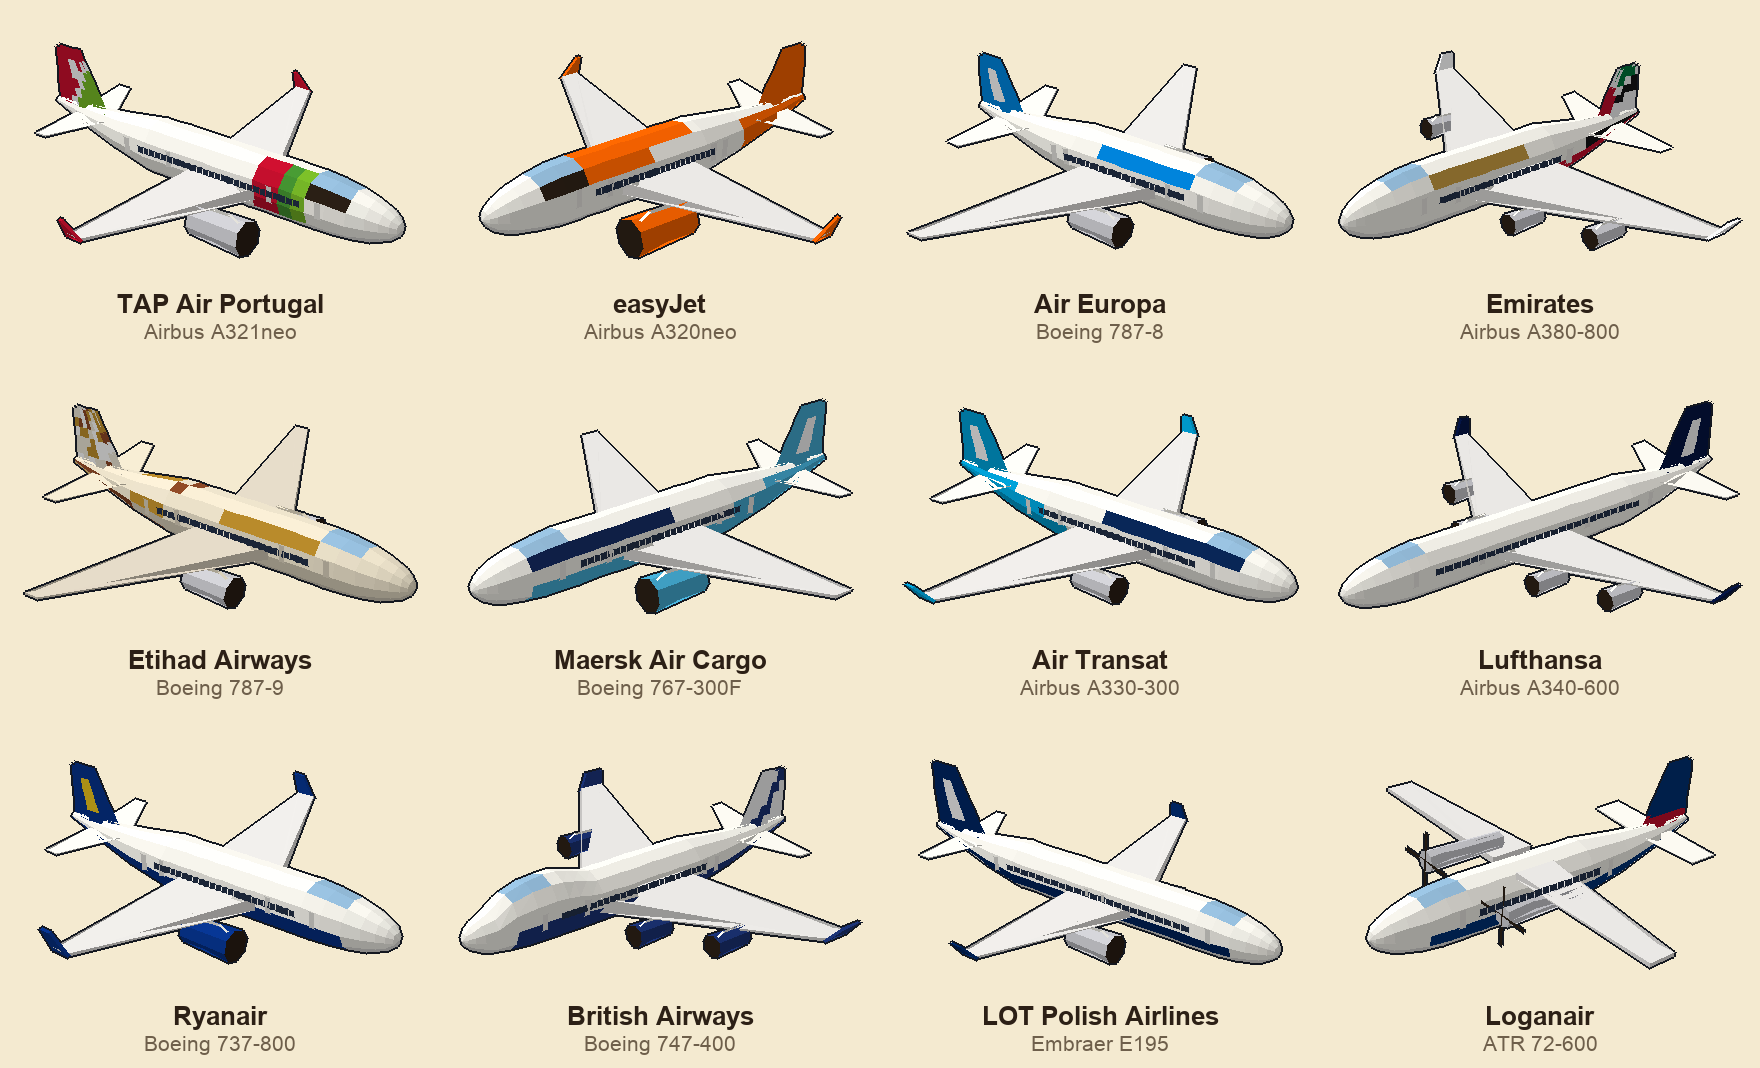 TAP Air Portugal
Airbus A321neo
easyJet
Airbus A320neo
Air Europa
Boeing 787-8
Emirates
Airbus A380-800
Etihad Airways
Boeing 787-9
Maersk Air Cargo
Boeing 767-300F
Air Transat
Airbus A330-300
Lufthansa
Airbus A340-600
Ryanair
Boeing 737-800
British Airways
Boeing 747-400
LOT Polish Airlines
Embraer E195
Loganair
ATR 72-600